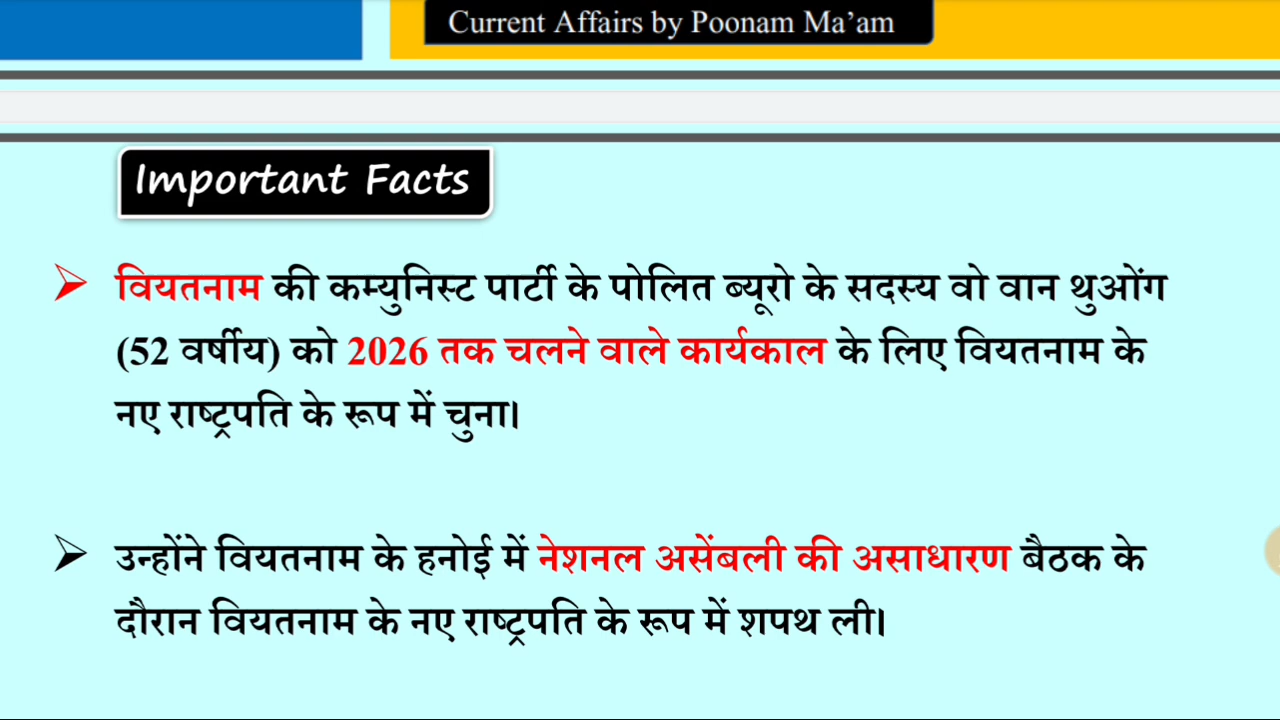 Current Affairs by Poonam Ma’am
Important Facts
वियतनाम की कम्युनिस्ट पार्टी के पोलित ब्यूरो के सदस्य वो वान थुओंग
(52 वर्षीय) को 2026 तक चलने वाले कार्यकाल के लिए वियतनाम के
नए राष्ट्रपति के रूप में चुना।
उन्होंने वियतनाम के हनोई में नेशनल असेंबली की असाधारण बैठक के
दौरान वियतनाम के नए राष्ट्रपति के रूप में शपथ ली।